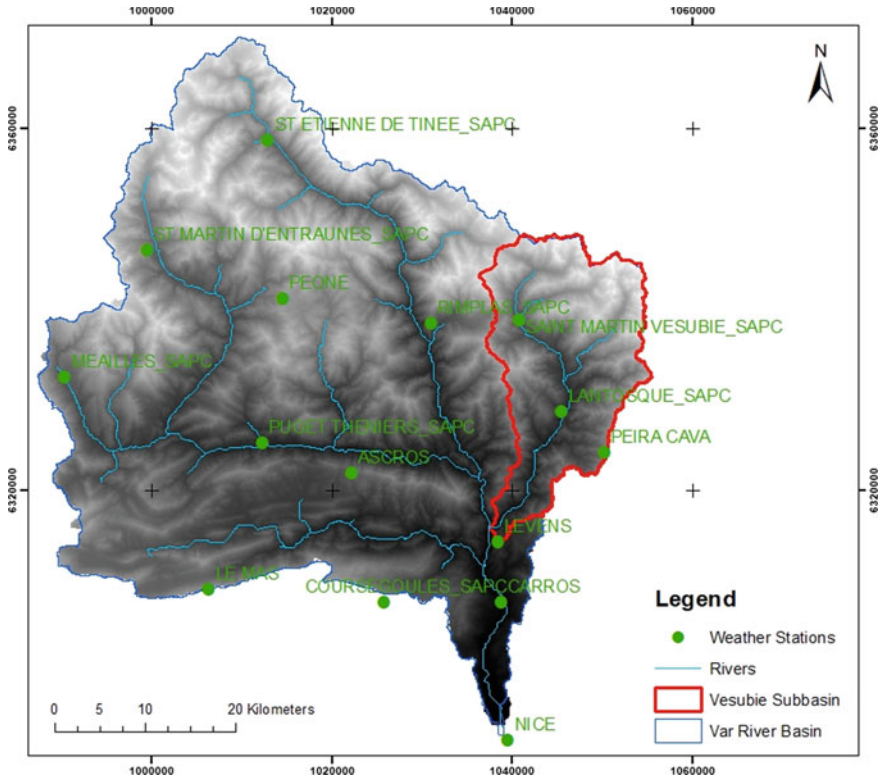 1000000 1020000 1040000 1060000
N
6360000 6360000
ST ETIENNE DE TINEE_SAPC
ST MARTIN D'ENTRAUNES_SAPC
PEONE
RIMPLAS_SAPC
SAINT MARTIN VESUBIE_SAPC
MEAILLES_SAPC
LANTOSQUE_SAPC
PUGET THENIERS_SAPC
PEIRA CAVA
ASCROS
6320000 6320000
LEVENS
LE MAS
COURSEGOULES_SAPC CARROS
Legend
Weather Stations
Rivers
Vesubie Subbasin
Var River Basin
0 5 10 20 Kilometers
NICE
1000000 1020000 1040000 1060000